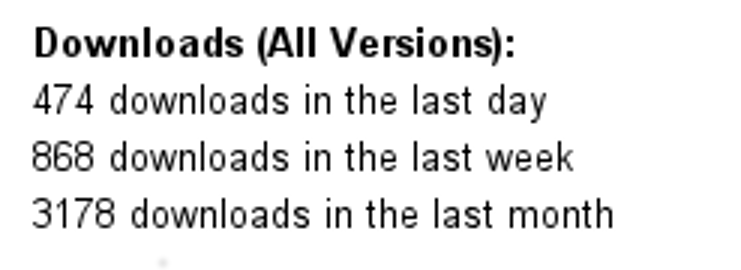 Downloads (All Versions):
474 downloads in the last day
868 downloads in the last week
3178 downloads in the last month